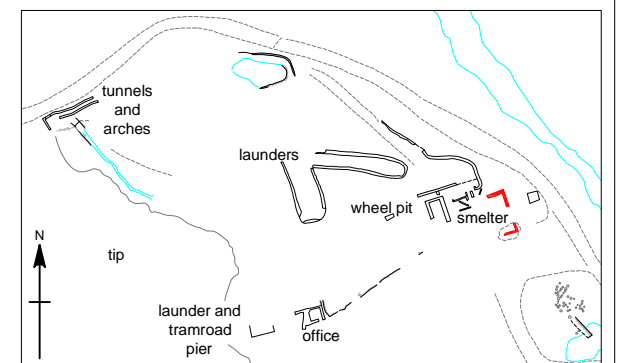 tunnels
and
arches
launders
wheel pit
smelter
N
tip
launder and
tramroad
pier
office